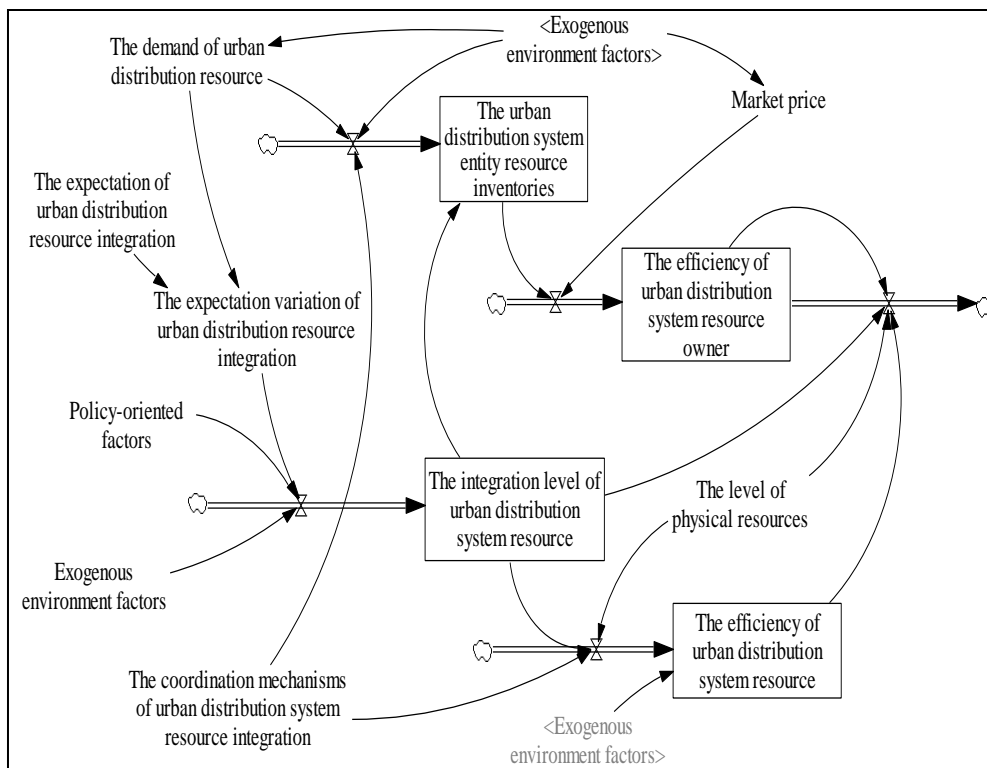 <Exogenous
environment factors>
The demand of urban
distribution resource
Market price
The urban
distribution system
entity resource
inventories
The expectation of
urban distribution
resource integration
The efficiency of
urban distribution
system resource
owner
The expectation variation of
urban distribution resource
integration
Policy-oriented
factors
The integration level of
urban distribution
system resource
The level of
physical resources
Exogenous
environment factors
The efficiency of
urban distribution
system resource
The coordination mechanisms
of urban distribution system
resource integration
<Exogenous
environment factors>